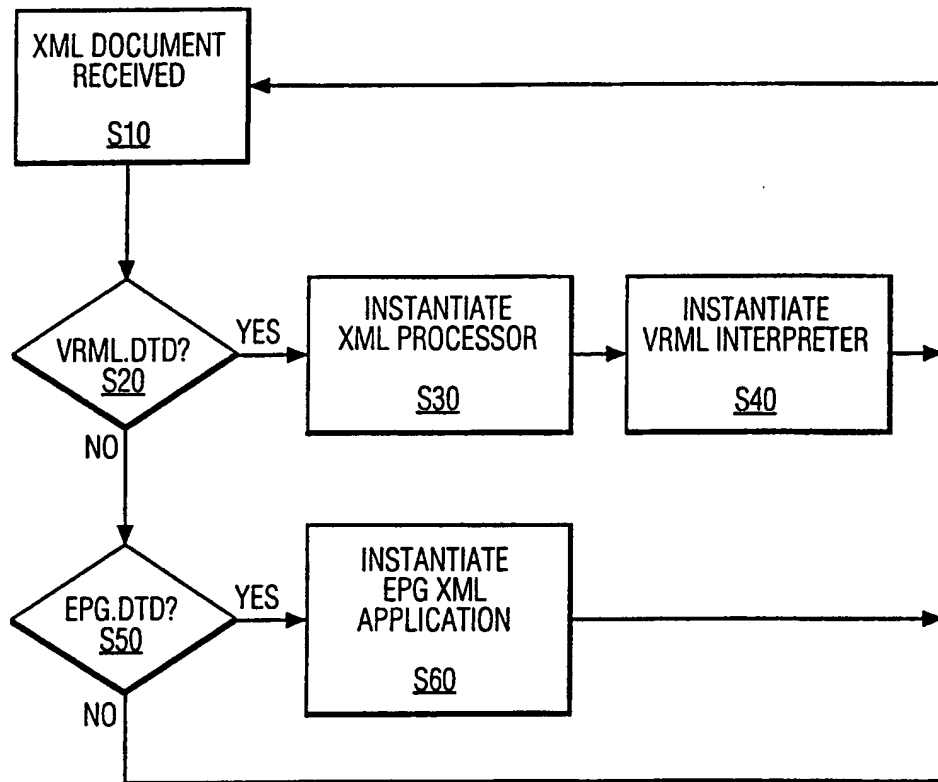 XML DOCUMENT
RECEIVED
S10
VRML.DTD?
S20
YES
NO
INSTANTIATE
XML PROCESSOR
S30
INSTANTIATE
VRML INTERPRETER
S40
EPG.DTD?
S50
YES
NO
INSTANTIATE
EPG XML
APPLICATION
S60